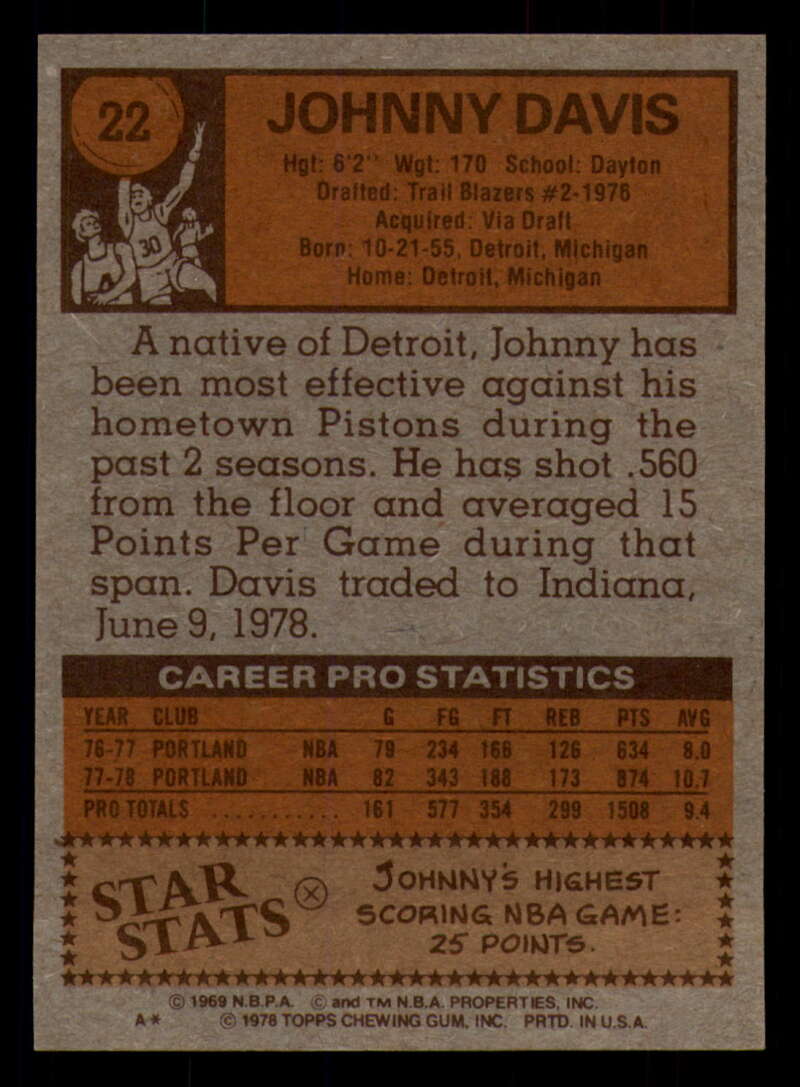 22
JOHNNY DAVIS
Hgt: 6'2" Wgt: 170 School: Dayton
Drafted: Trail Blazers #2-1976
Acquired: Via Draft
Born: 10-21-55, Detroit, Michigan
Home: Detroit, Michigan
30
A native of Detroit, Johnny has
been most effective against his
hometown Pistons during the
past 2 seasons. He has shot .560
from the floor and averaged 15
Points Per Game during that
span. Davis traded to Indiana,
June 9, 1978.
CAREER PRO STATISTICS
YEAR CLUB G FG FT REB PTS AVG
76-77 PORTLAND NBA 79 234 166 126 634 8.0
77-78 PORTLAND NBA 82 343 188 173 874 10.7
PRO TOTALS ........... 161 577 354 299 1508 9.4
STAR STATS
JOHNNY'S HIGHEST
SCORING NBA GAME:
25 POINTS.
© 1969 N.B.P.A. © and TM N.B.A. PROPERTIES, INC.
A* © 1978 TOPPS CHEWING GUM, INC. PRTD. IN U.S.A.